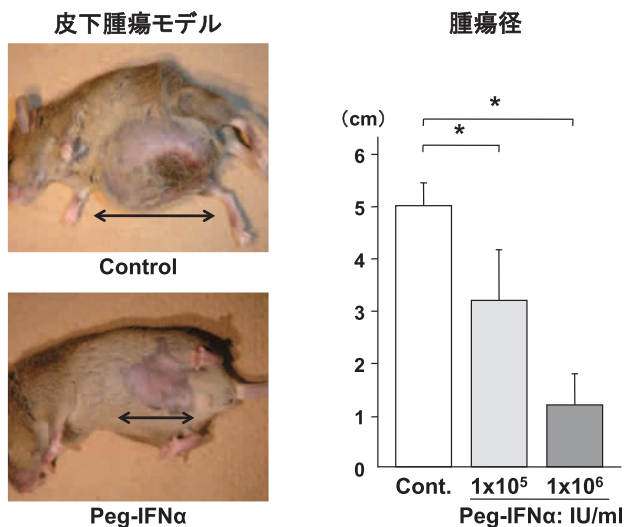 皮下腫瘍モデル
Control
Peg-IFNα
腫瘍径
（cm）
*
*
6
5
4
3
2
1
0
Cont. 1x10⁵ 1x10⁶
Peg-IFNα: IU/ml